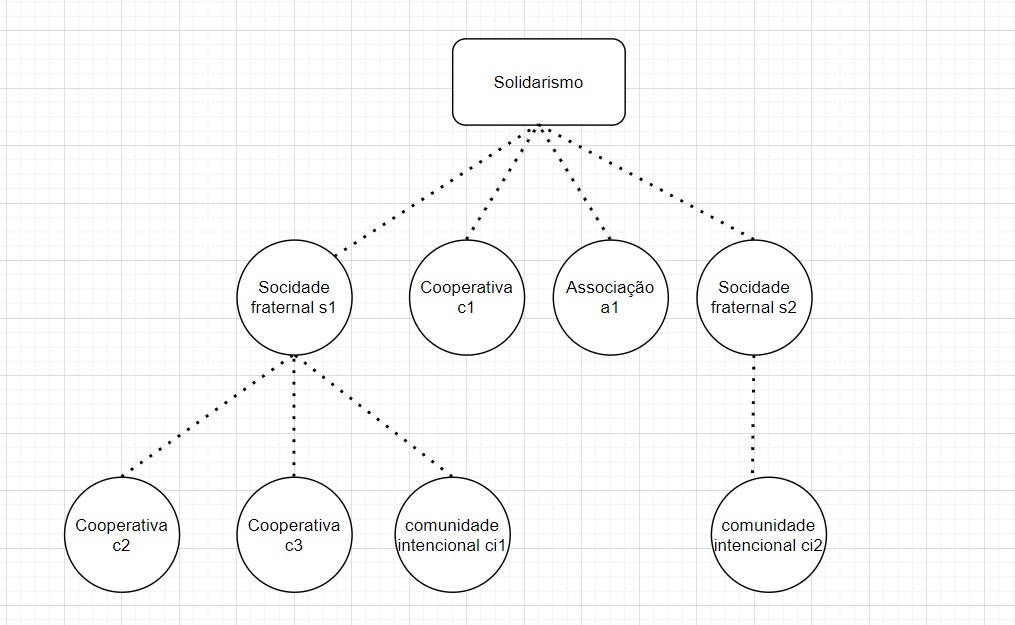 Solidarismo
Socidade
fraternal s1
Cooperativa
c1
Associação
a1
Socidade
fraternal s2
Cooperativa
c2
Cooperativa
c3
comunidade
intencional ci1
comunidade
intencional ci2